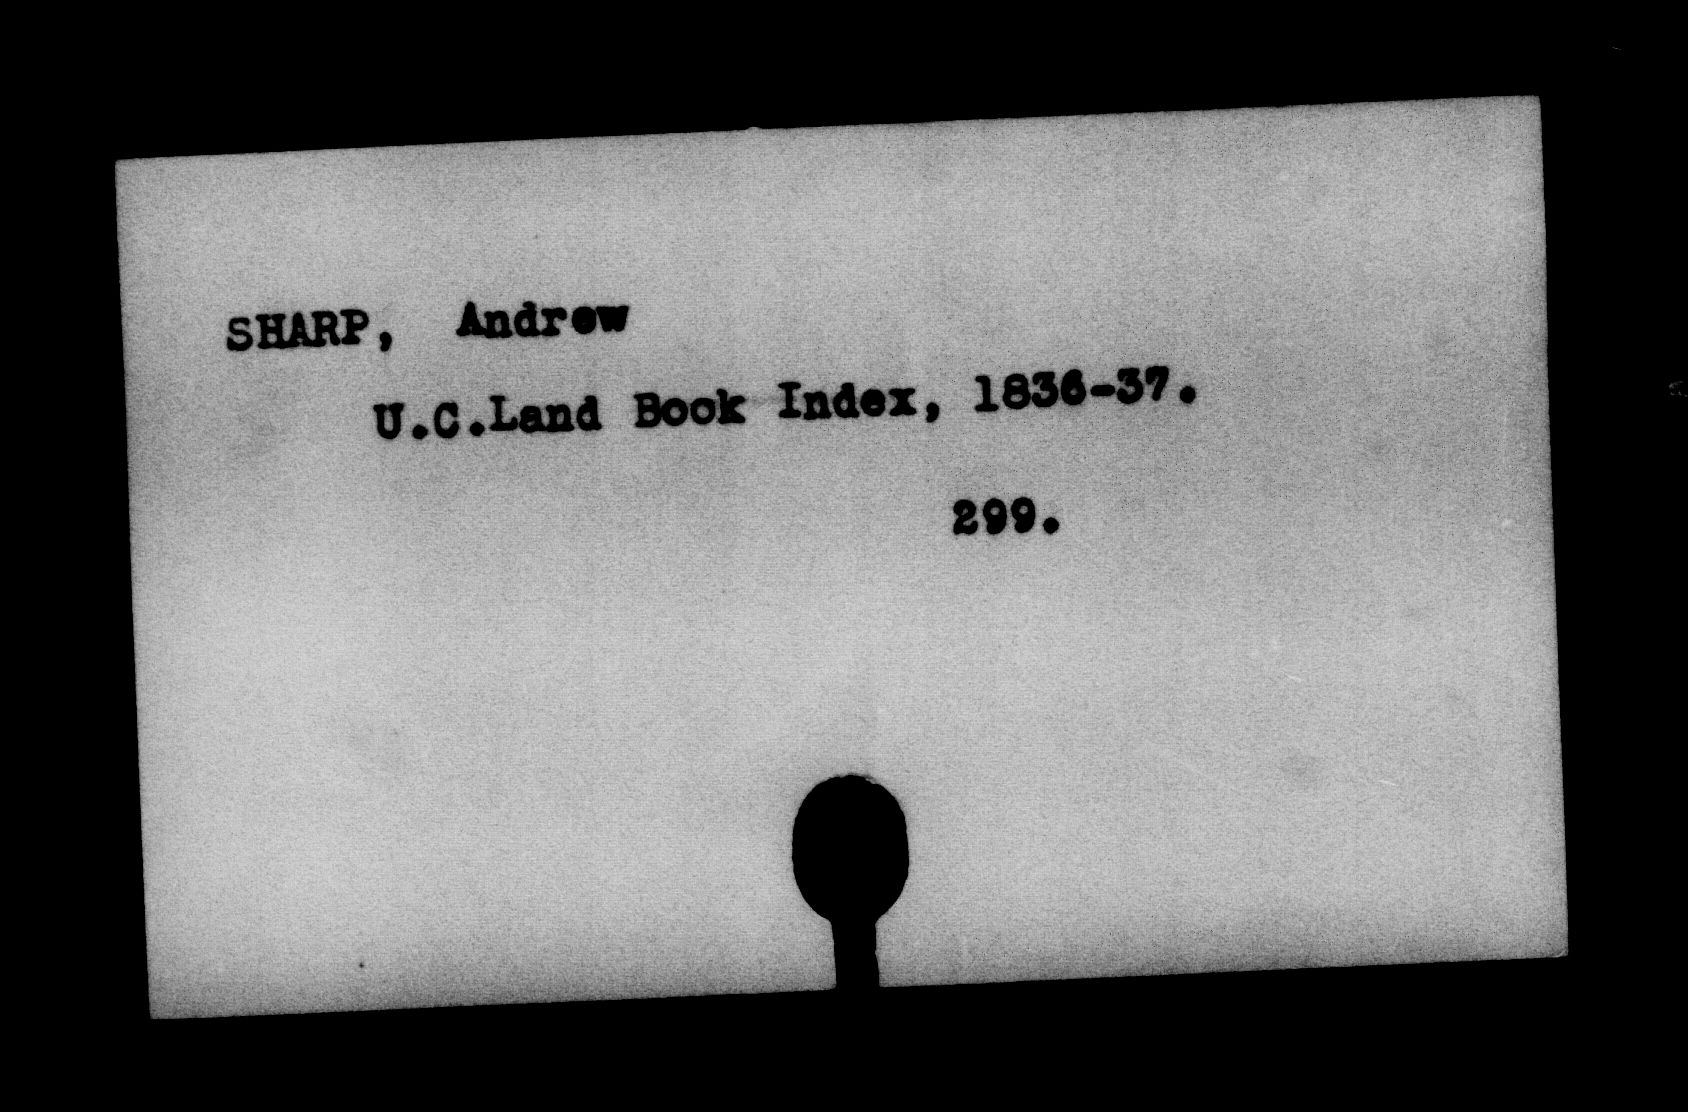 SHARP, Andrew
U.C.Land Book Index, 1836-37.
299.